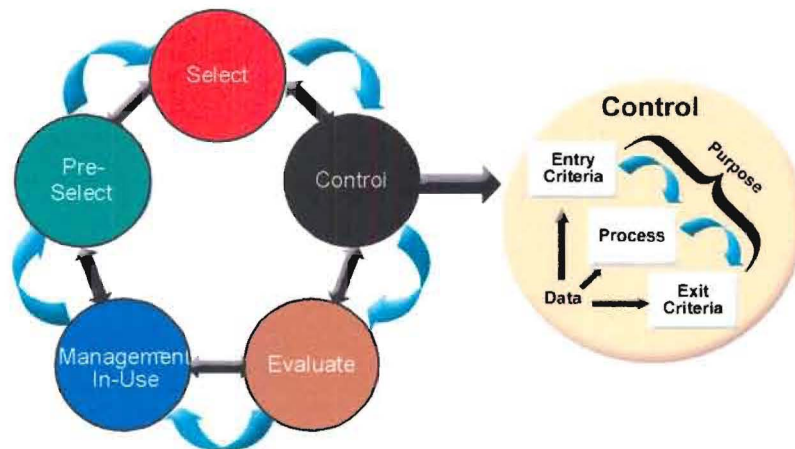 Select
Pre-
Select
Control
Management
In-Use
Evaluate
Control
Entry
Criteria
Purpose
Process
Data
Exit
Criteria